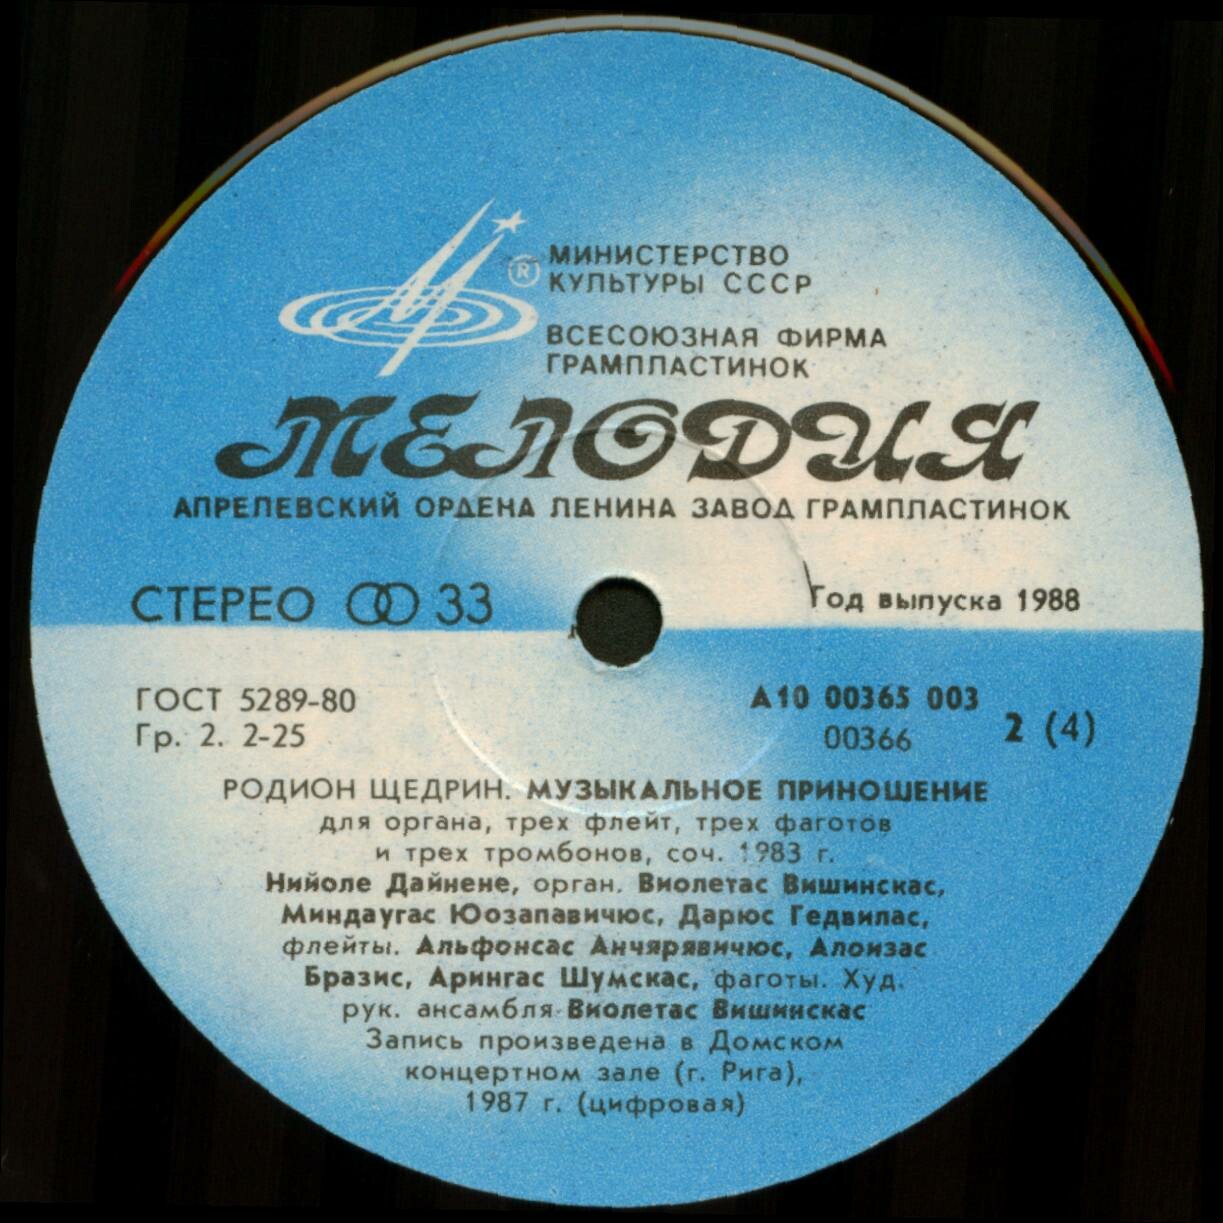 ®
МИНИСТЕРСТВО
КУЛЬТУРЫ СССР
ВСЕСОЮЗНАЯ ФИРМА
ГРАМПЛАСТИНОК
МЕЛОДИЯ
АПРЕЛЕВСКИЙ ОРДЕНА ЛЕНИНА ЗАВОД ГРАМПЛАСТИНОК
СТЕРЕО 33
Год выпуска 1988
ГОСТ 5289-80
Гр. 2. 2-25
А10 00365 003
00366
2 (4)
РОДИОН ЩЕДРИН. МУЗЫКАЛЬНОЕ ПРИНОШЕНИЕ
для органа, трех флейт, трех фаготов
и трех тромбонов, соч. 1983 г.
Нийоле Дайнене, орган. Виолетас Вишинскас,
Миндаугас Юозапавичюс, Дарюс Гедвилас,
флейты. Альфонсас Анчярявичюс, Алоизас
Бразис, Арингас Шумскас, фаготы. Худ.
рук. ансамбля Виолетас Вишинскас
Запись произведена в Домском
концертном зале (г. Рига),
1987 г. (цифровая)